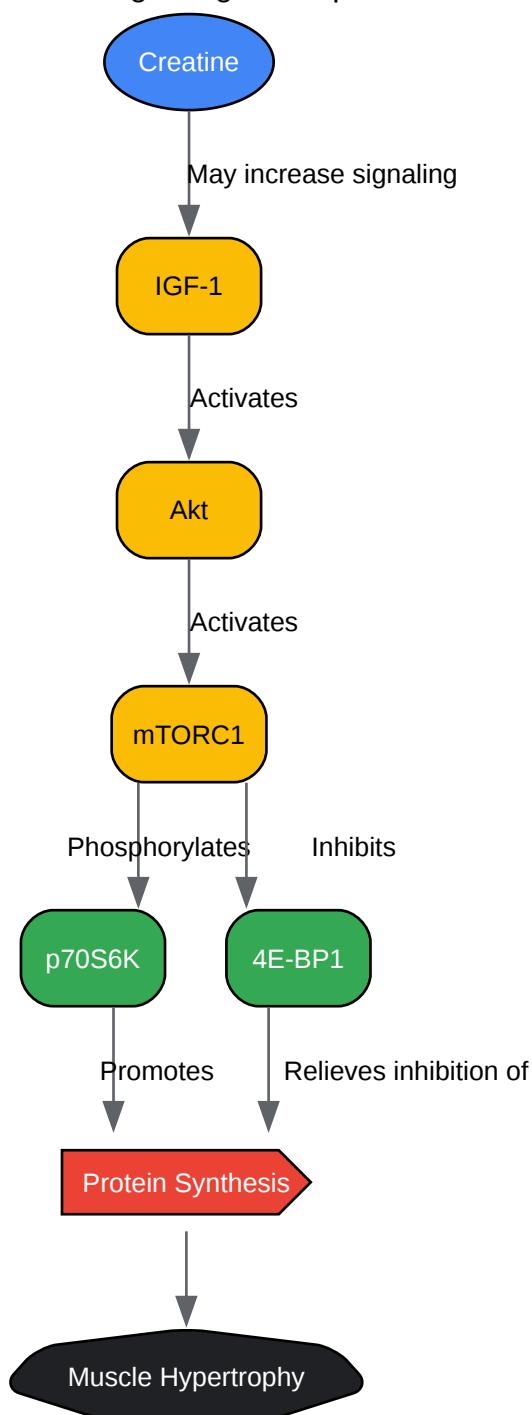 Creatine
May increase signaling
IGF-1
Activates
Akt
Activates
mTORC1
Phosphorylates
Inhibits
p70S6K
4E-BP1
Promotes
Relieves inhibition of
Protein Synthesis
Muscle Hypertrophy